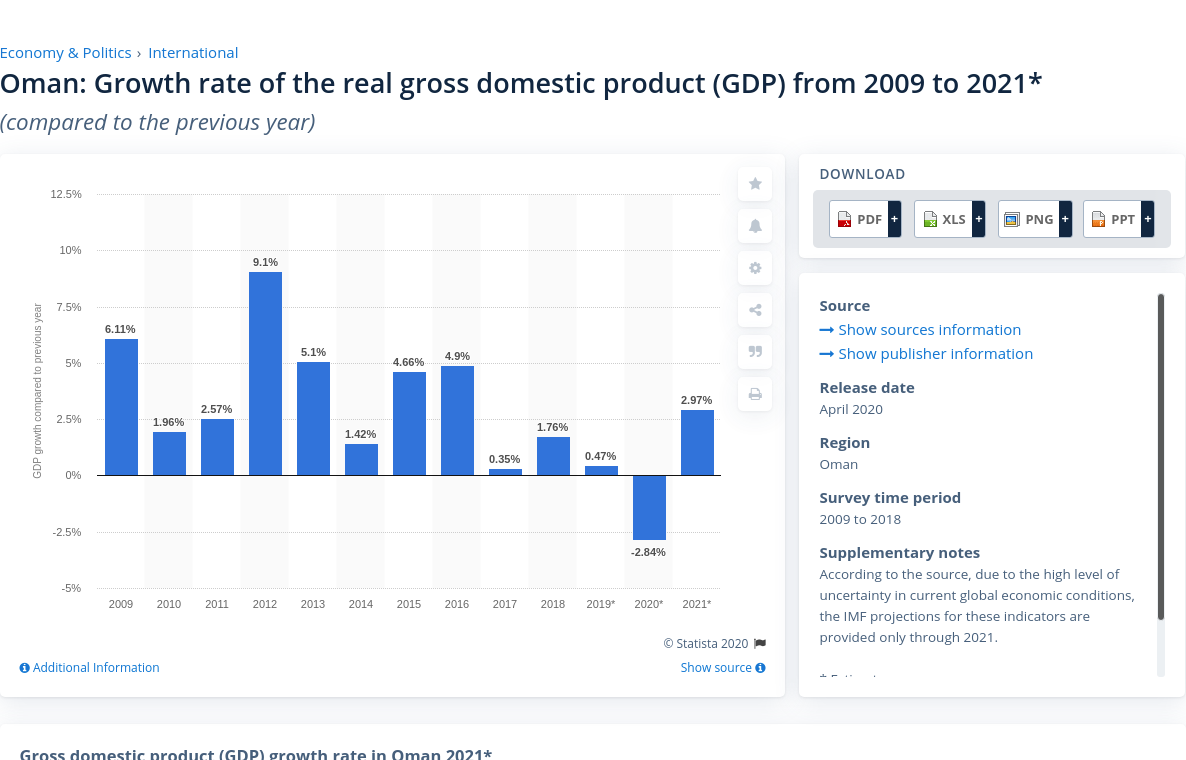 Economy & Politics › International
Oman: Growth rate of the real gross domestic product (GDP) from 2009 to 2021*
(compared to the previous year)
GDP growth compared to previous year
12.5%
10%
7.5%
5%
2.5%
0%
-2.5%
-5%
6.11%
1.96%
2.57%
9.1%
5.1%
1.42%
4.66%
4.9%
0.35%
1.76%
0.47%
-2.84%
2.97%
2009 2010 2011 2012 2013 2014 2015 2016 2017 2018 2019* 2020* 2021*
© Statista 2020
Additional Information
Show source
DOWNLOAD
PDF + XLS + PNG + PPT +
Source
Show sources information
Show publisher information
Release date
April 2020
Region
Oman
Survey time period
2009 to 2018
Supplementary notes
According to the source, due to the high level of
uncertainty in current global economic conditions,
the IMF projections for these indicators are
provided only through 2021.
Gross domestic product (GDP) growth rate in Oman 2021*